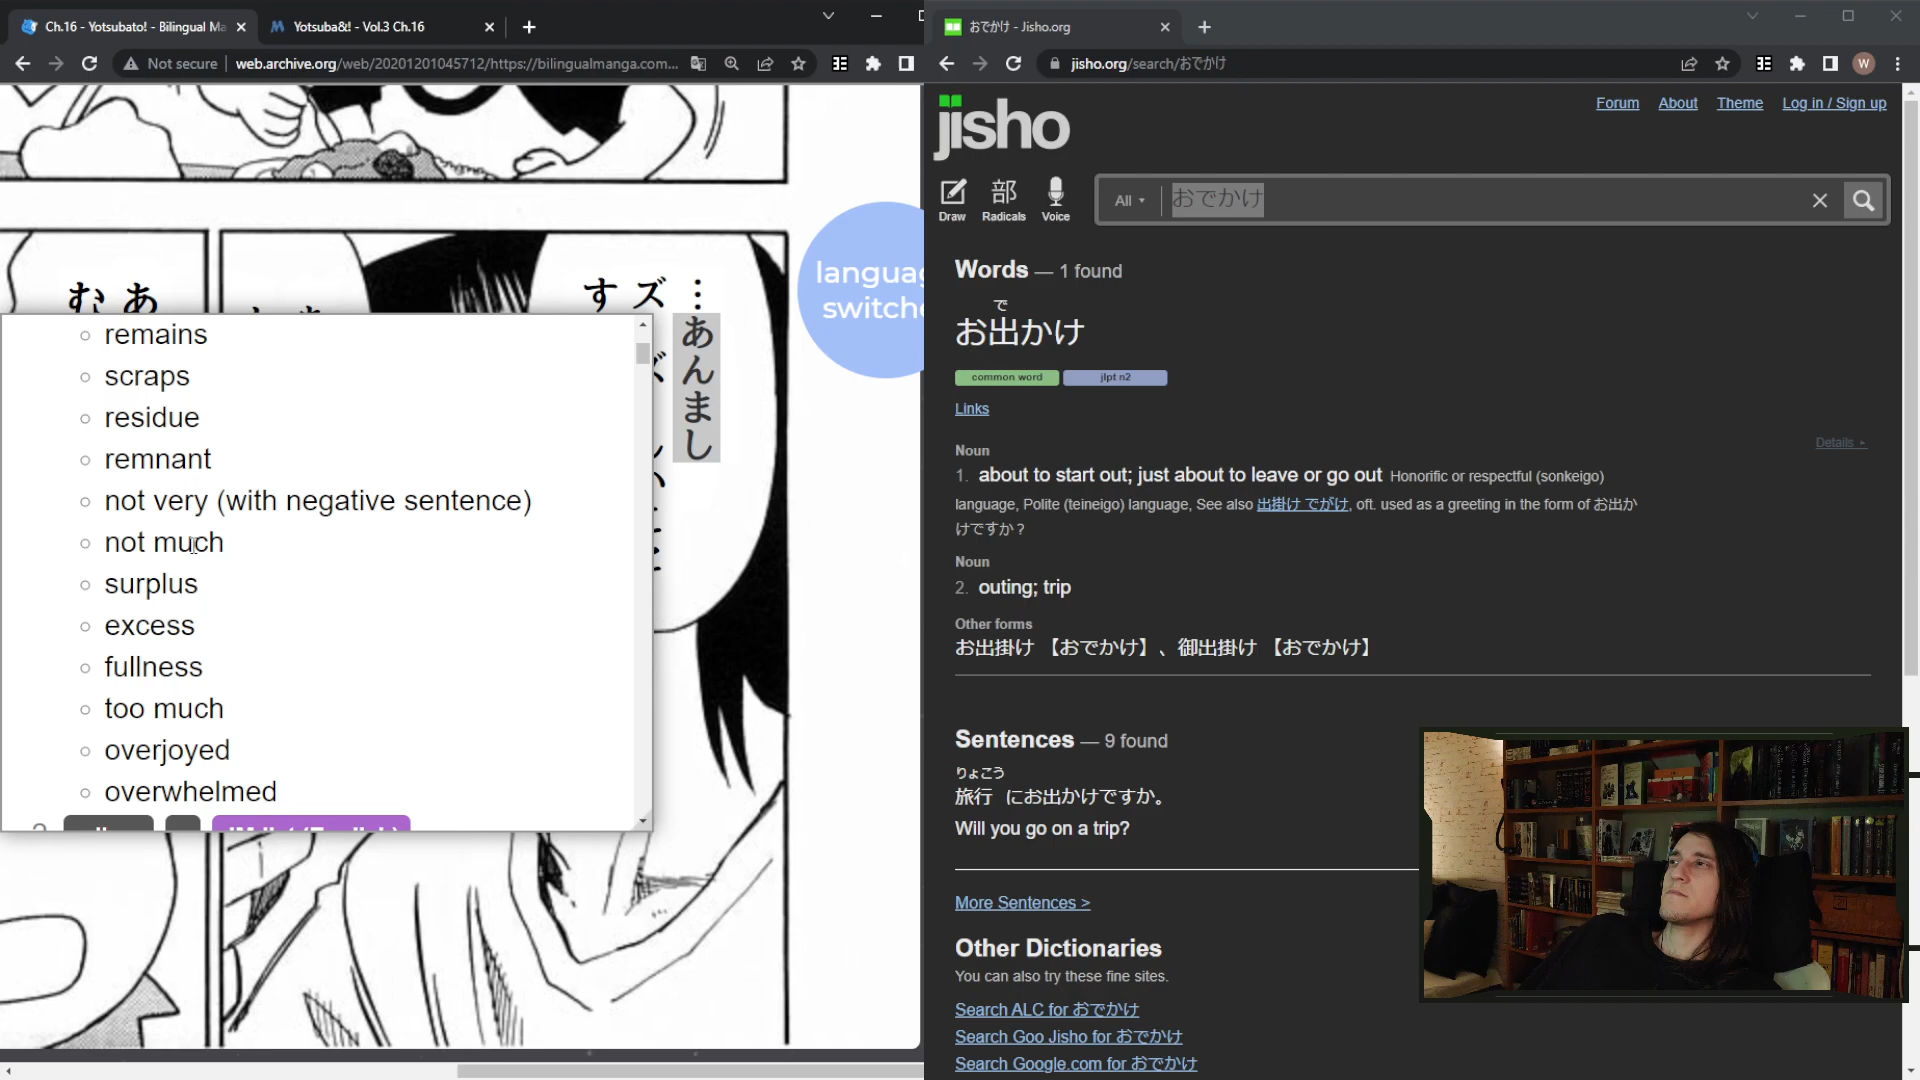 Ch.16 - Yotsubato! - Bilingual Ma
Yotsuba&! - Vol.3 Ch.16
Not secure
web.archive.org/web/20201201045712/https://bilingualmanga.com...
languag
switche
…あんまし
ズ
す
あ
む
remains
scraps
residue
remnant
not very (with negative sentence)
not much
surplus
excess
fullness
too much
overjoyed
overwhelmed
おでかけ - Jisho.org
jisho.org/search/おでかけ
W
Forum
About
Theme
Log in / Sign up
jisho
Draw
部
Radicals
Voice
All
おでかけ
Words — 1 found
で
お出かけ
common word
jlpt n2
Links
Details
Noun
1. about to start out; just about to leave or go out Honorific or respectful (sonkeigo)
language, Polite (teineigo) language, See also 出掛け でがけ, oft. used as a greeting in the form of お出か
けですか？
Noun
2. outing; trip
Other forms
お出掛け 【おでかけ】、御出掛け 【おでかけ】
Sentences — 9 found
りょこう
旅行 にお出かけですか。
Will you go on a trip?
More Sentences >
Other Dictionaries
You can also try these fine sites.
Search ALC for おでかけ
Search Goo Jisho for おでかけ
Search Google.com for おでかけ